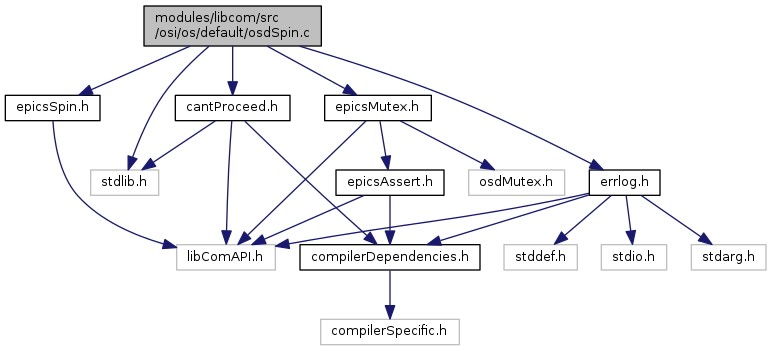 modules/libcom/src
/osi/os/default/osdSpin.c
epicsSpin.h
cantProceed.h
epicsMutex.h
stdlib.h
epicsAssert.h
osdMutex.h
errlog.h
libComAPI.h
compilerDependencies.h
stddef.h
stdio.h
stdarg.h
compilerSpecific.h